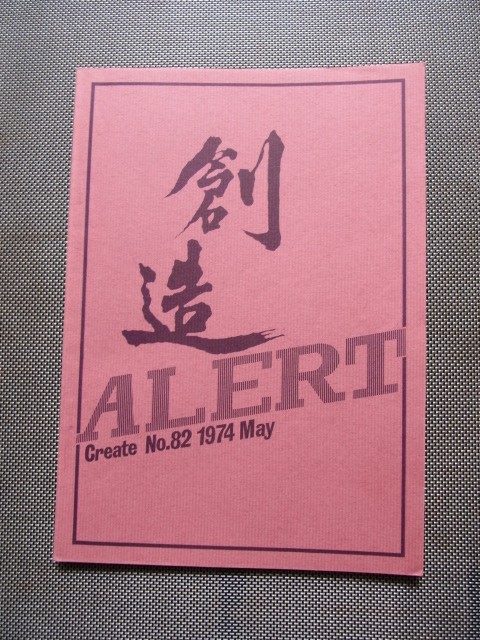 創
造
ALERT
Create No.82 1974 May